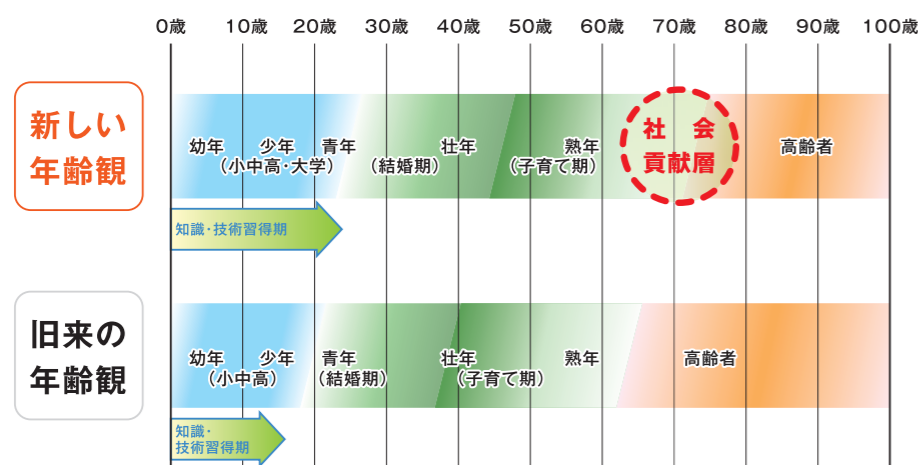 0歳 10歳 20歳 30歳 40歳 50歳 60歳 70歳 80歳 90歳 100歳
新しい
年齢観
幼年 少年 青年 壮年 熟年 高齢者
(小中高・大学) (結婚期) (子育て期)
社 会
貢献層
知識・技術習得期
旧来の
年齢観
幼年 少年 青年 壮年 熟年 高齢者
(小中高) (結婚期) (子育て期)
知識・
技術習得期